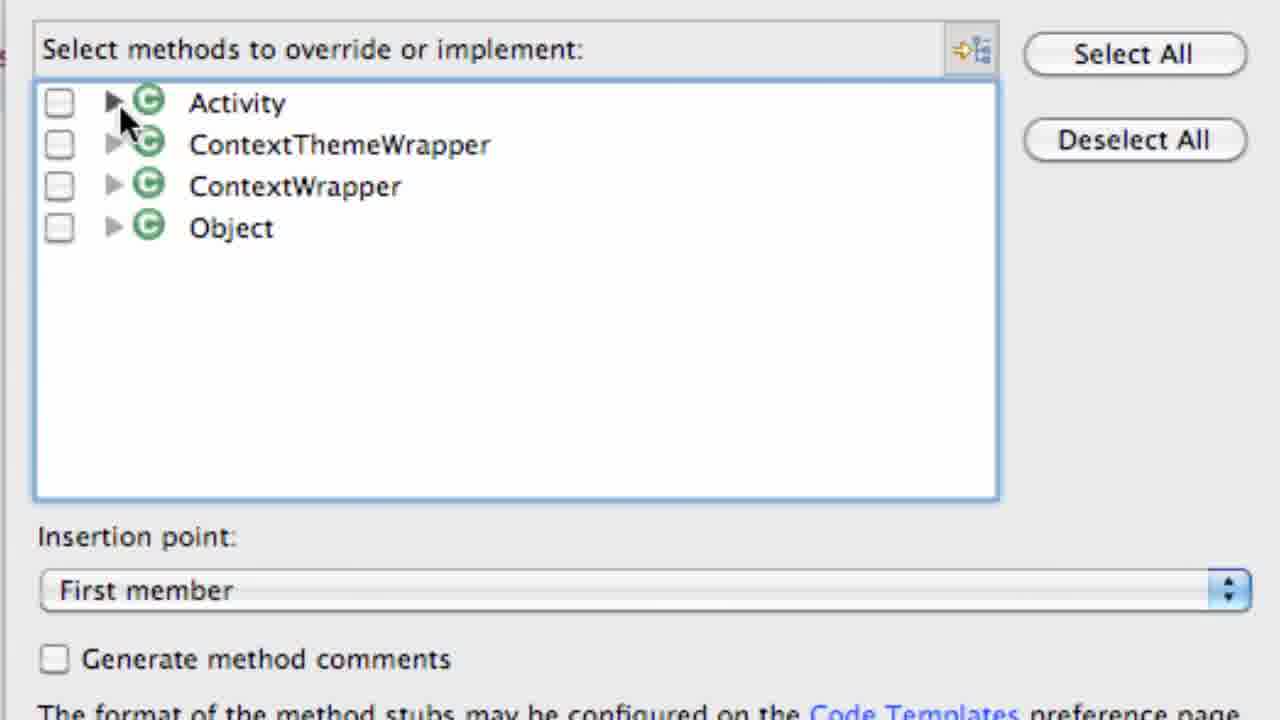 Select methods to override or implement:
Select All
Activity
Deselect All
ContextThemeWrapper
ContextWrapper
Object
Insertion point:
First member
Generate method comments
The format of the method stubs may be configured on the Code Templates preference page